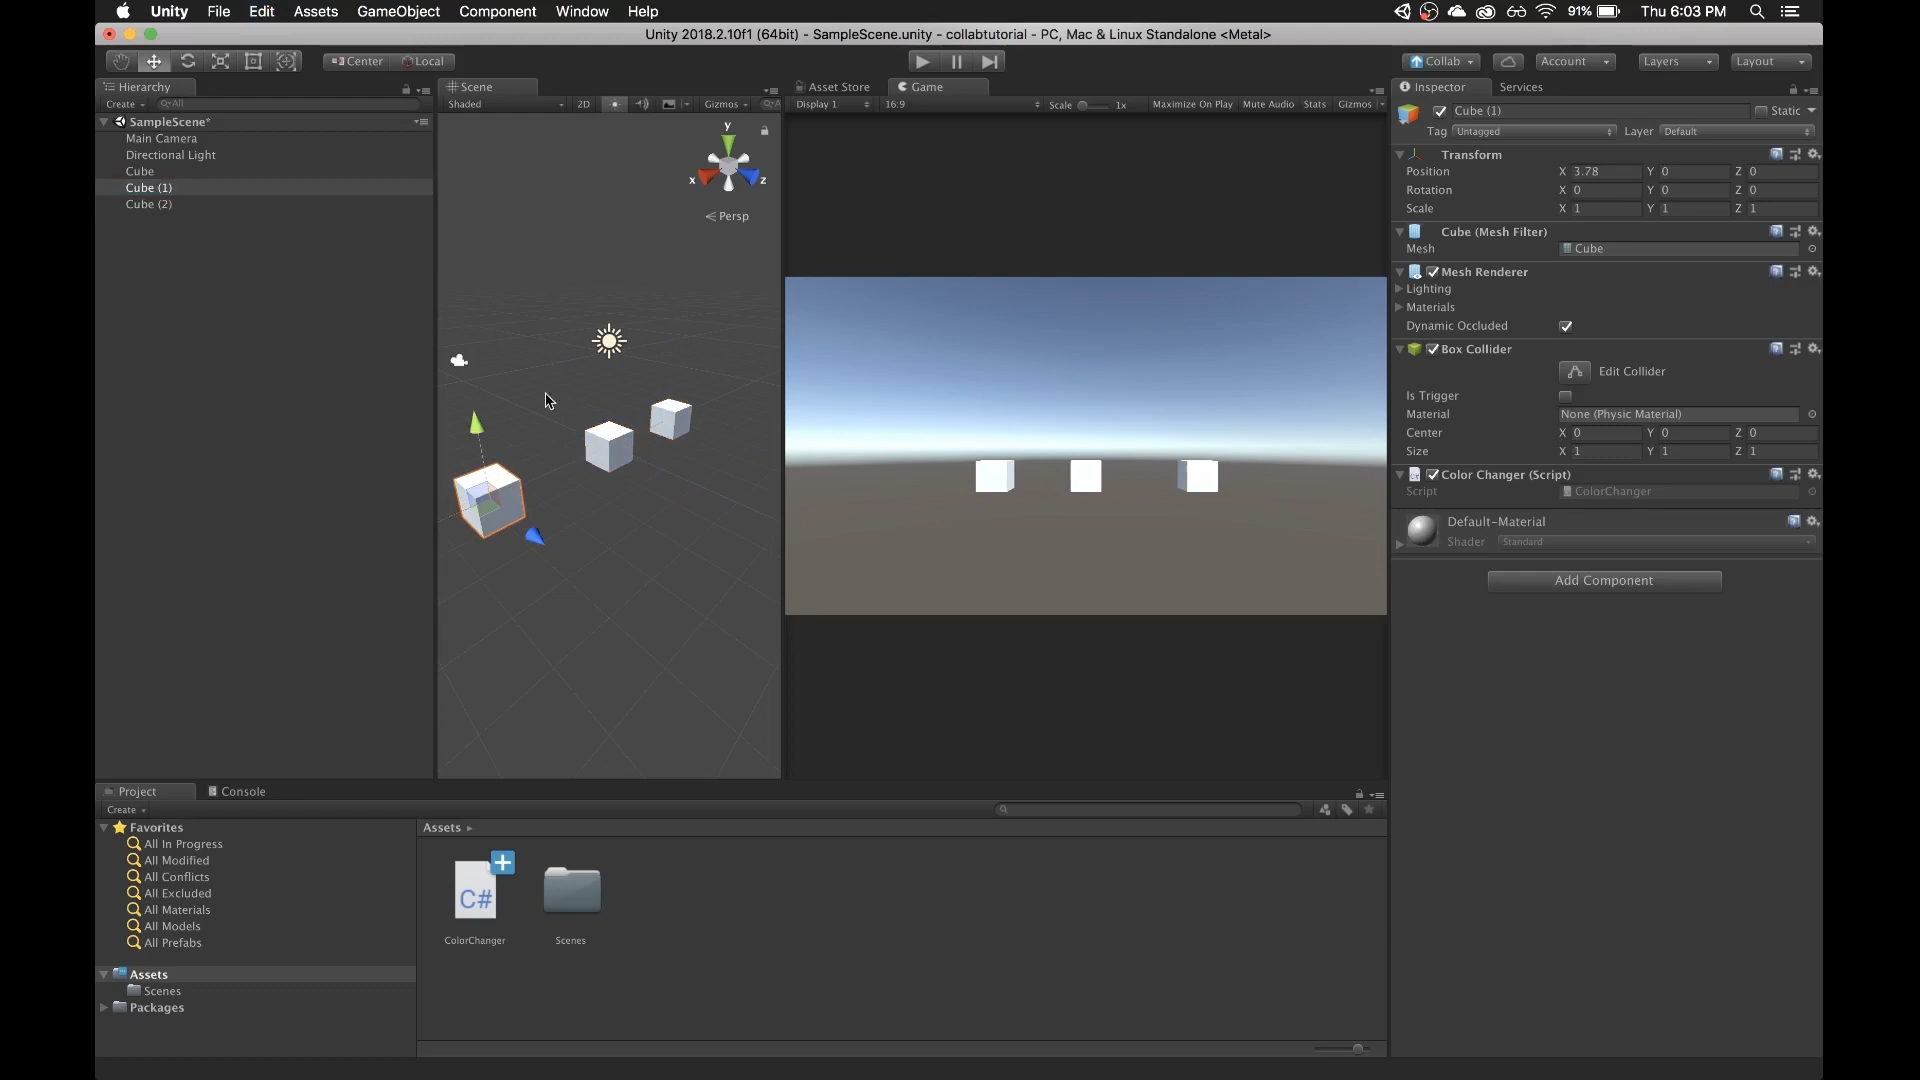 Unity File Edit Assets GameObject Component Window Help 91% Thu 6:03 PM
Unity 2018.2.10f1 (64bit) - SampleScene.unity - collabtutorial - PC, Mac & Linux Standalone <Metal>
Center Local Collab Account Layers Layout
Hierarchy
Create All
SampleScene*
Main Camera
Directional Light
Cube
Cube (1)
Cube (2)
Scene
Shaded 2D Gizmos
y
x z
Persp
Asset Store Game
Display 1 16:9 Scale 1x Maximize On Play Mute Audio Stats Gizmos
Inspector Services
Cube (1) Static
Tag Untagged Layer Default
Transform
Position X 3.78 Y 0 Z 0
Rotation X 0 Y 0 Z 0
Scale X 1 Y 1 Z 1
Cube (Mesh Filter)
Mesh Cube
Mesh Renderer
Lighting
Materials
Dynamic Occluded
Box Collider
Edit Collider
Is Trigger
Material None (Physic Material)
Center X 0 Y 0 Z 0
Size X 1 Y 1 Z 1
Color Changer (Script)
Script ColorChanger
Default-Material
Shader Standard
Add Component
Project Console
Create
Favorites
All In Progress
All Modified
All Conflicts
All Excluded
All Materials
All Models
All Prefabs
Assets
Scenes
Packages
Assets
C#
ColorChanger Scenes